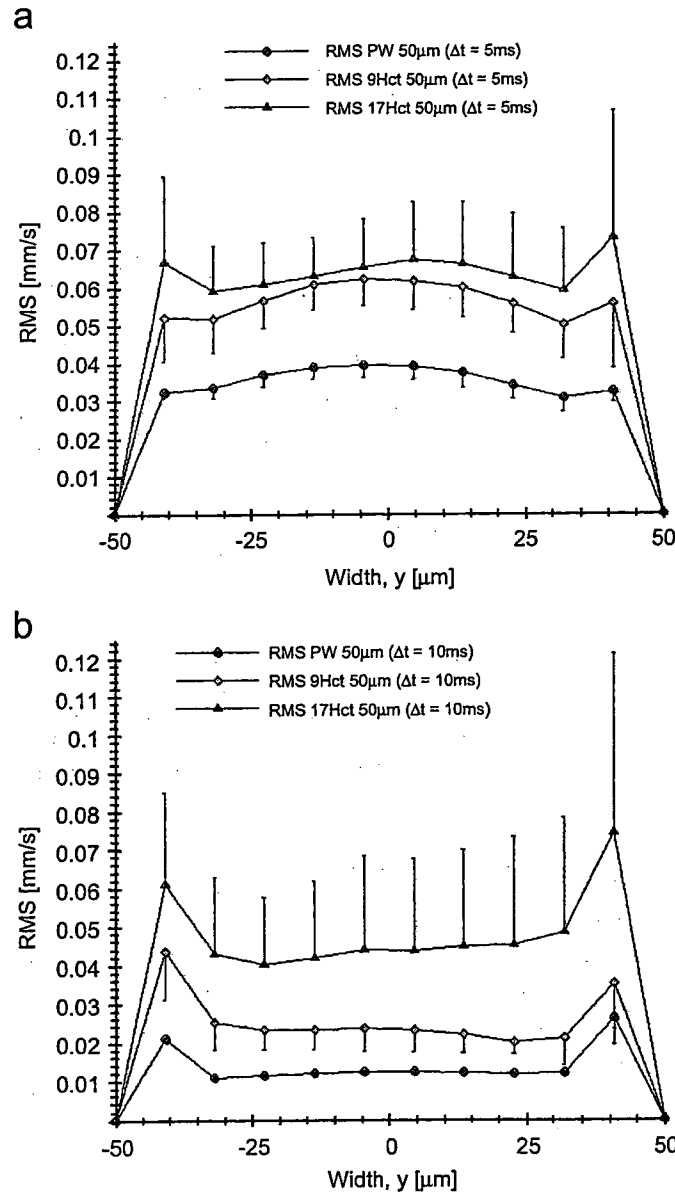 a
0.12
0.11
0.1
0.09
0.08
0.07
0.06
0.05
0.04
0.03
0.02
0.01
RMS [mm/s]
RMS PW 50µm (Δt = 5ms)
RMS 9Hct 50µm (Δt = 5ms)
RMS 17Hct 50µm (Δt = 5ms)
-50 -25 0 25 50
Width, y [µm]
b
0.12
0.11
0.1
0.09
0.08
0.07
0.06
0.05
0.04
0.03
0.02
0.01
RMS [mm/s]
RMS PW 50µm (Δt = 10ms)
RMS 9Hct 50µm (Δt = 10ms)
RMS 17Hct 50µm (Δt = 10ms)
-50 -25 0 25 50
Width, y [µm]